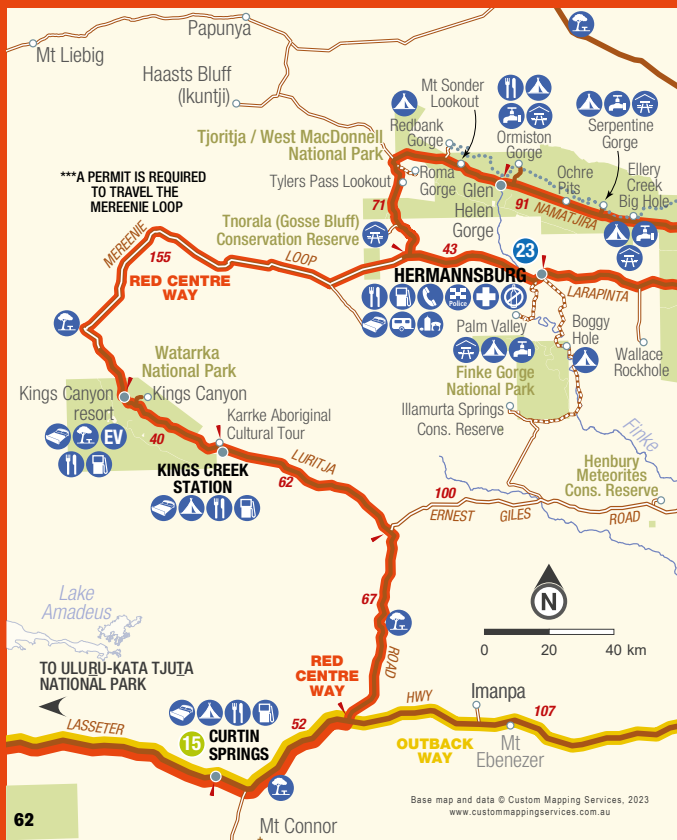 Papunya
Mt Liebig
Haasts Bluff
(Ikuntji)
Mt Sonder
Lookout
Redbank
Gorge
Ormiston
Gorge
Serpentine
Gorge
Tjoritja / West MacDonnell
National Park
Ochre
Pits
Ellery
Creek
Big Hole
***A PERMIT IS REQUIRED
TO TRAVEL THE
MEREENIE LOOP
Tylers Pass Lookout
Roma
Gorge
Glen
Helen
Gorge
71
91
NAMATJIRA
Tnorala (Gosse Bluff)
Conservation Reserve
MEREENIE
LOOP
155
43
23
RED CENTRE
WAY
HERMANNSBURG
LARAPINTA
Police
Palm Valley
Boggy
Hole
Wallace
Rockhole
Watarrka
National Park
Finke Gorge
National Park
Kings Canyon
resort
Kings Canyon
Illamurta Springs
Cons. Reserve
EV
40
Karrke Aboriginal
Cultural Tour
Finke
KINGS CREEK
STATION
LURITJA
62
Henbury
Meteorites
Cons. Reserve
100
ERNEST GILES ROAD
N
Lake
Amadeus
67
0 20 40 km
ROAD
TO ULURU-KATA TJUTA
NATIONAL PARK
RED
CENTRE
WAY
Imanpa
HWY
107
LASSETER
52
15
CURTIN
SPRINGS
OUTBACK
WAY
Mt
Ebenezer
Base map and data © Custom Mapping Services, 2023
www.custommappingservices.com.au
62
Mt Connor